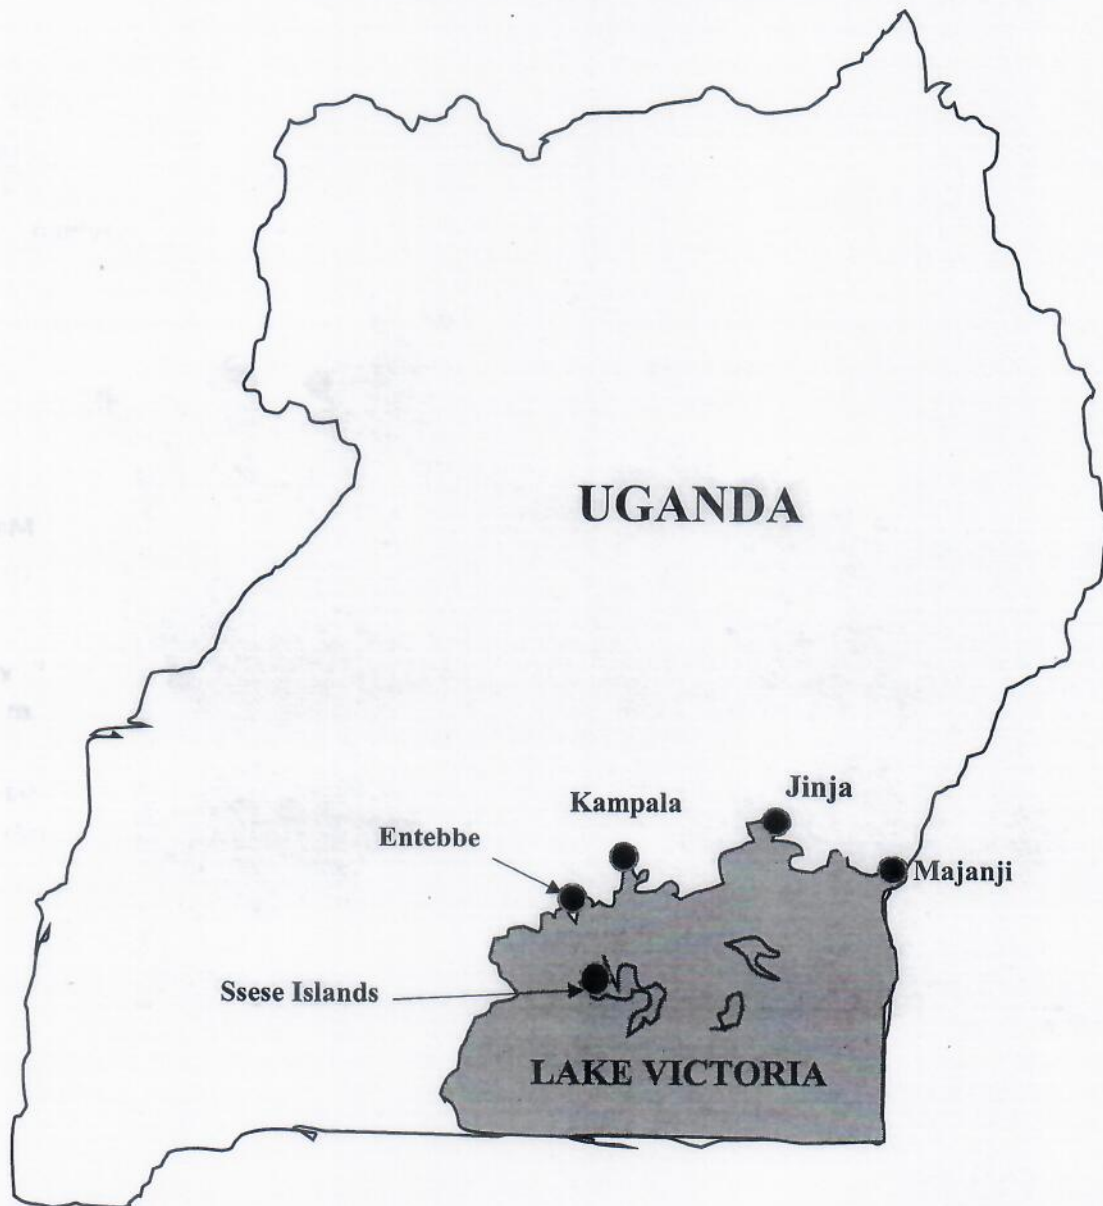 UGANDA
Jinja
Kampala
Entebbe
Majanji
Ssese Islands
LAKE VICTORIA